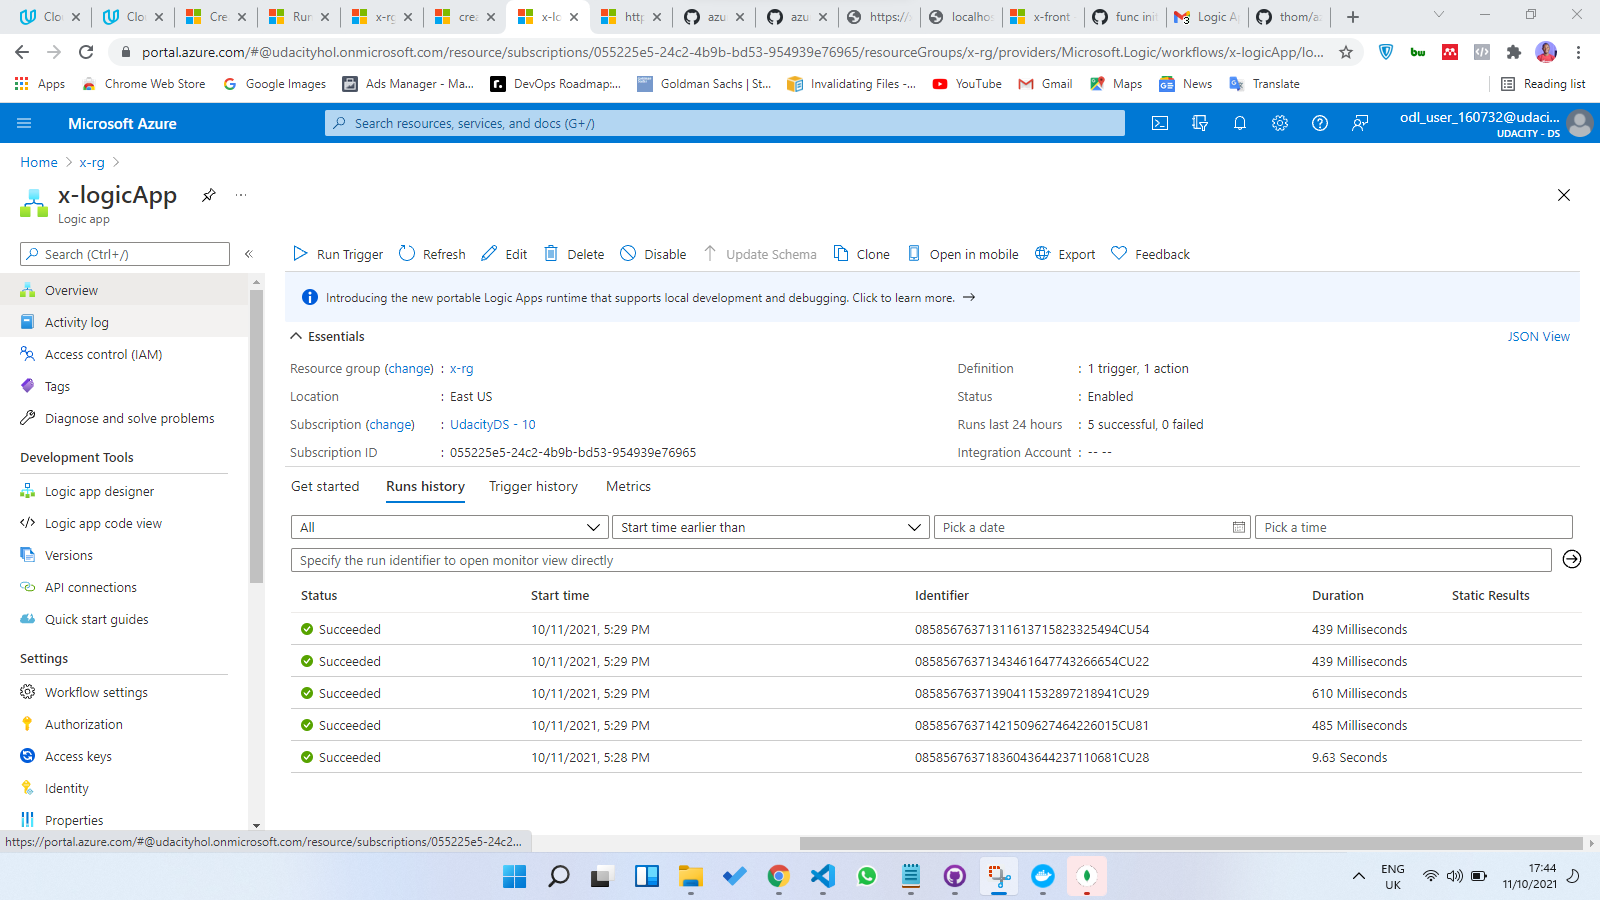 Clo
Clo
Cre
Run
x-rg
crea
x-lo
http
azu
azu
https://
localhos
x-front
func init
Logic Ap
thom/az
portal.azure.com/#@udacityhol.onmicrosoft.com/resource/subscriptions/055225e5-24c2-4b9b-bd53-954939e76965/resourceGroups/x-rg/providers/Microsoft.Logic/workflows/x-logicApp/lo...
Apps
Chrome Web Store
Google Images
Ads Manager - Ma...
DevOps Roadmap:...
Goldman Sachs | St...
Invalidating Files -...
YouTube
Gmail
Maps
News
Translate
Reading list
Microsoft Azure
Search resources, services, and docs (G+/)
odl_user_160732@udaci...
UDACITY - DS
Home > x-rg >
x-logicApp
Logic app
Search (Ctrl+/)
Run Trigger
Refresh
Edit
Delete
Disable
Update Schema
Clone
Open in mobile
Export
Feedback
Overview
Activity log
Access control (IAM)
Tags
Diagnose and solve problems
Development Tools
Logic app designer
Logic app code view
Versions
API connections
Quick start guides
Settings
Workflow settings
Authorization
Access keys
Identity
Properties
Introducing the new portable Logic Apps runtime that supports local development and debugging. Click to learn more. →
Essentials
JSON View
Resource group (change) : x-rg
Location : East US
Subscription (change) : UdacityDS - 10
Subscription ID : 055225e5-24c2-4b9b-bd53-954939e76965
Definition : 1 trigger, 1 action
Status : Enabled
Runs last 24 hours : 5 successful, 0 failed
Integration Account : -- --
Get started
Runs history
Trigger history
Metrics
All
Start time earlier than
Pick a date
Pick a time
Specify the run identifier to open monitor view directly
Status Start time Identifier Duration Static Results
Succeeded 10/11/2021, 5:29 PM 08585676371311613715823325494CU54 439 Milliseconds
Succeeded 10/11/2021, 5:29 PM 08585676371343461647743266654CU22 439 Milliseconds
Succeeded 10/11/2021, 5:29 PM 08585676371390411532897218941CU29 610 Milliseconds
Succeeded 10/11/2021, 5:29 PM 08585676371421509627464226015CU81 485 Milliseconds
Succeeded 10/11/2021, 5:28 PM 08585676371836043644237110681CU28 9.63 Seconds
https://portal.azure.com/#@udacityhol.onmicrosoft.com/resource/subscriptions/055225e5-24c2...
ENG
UK
17:44
11/10/2021